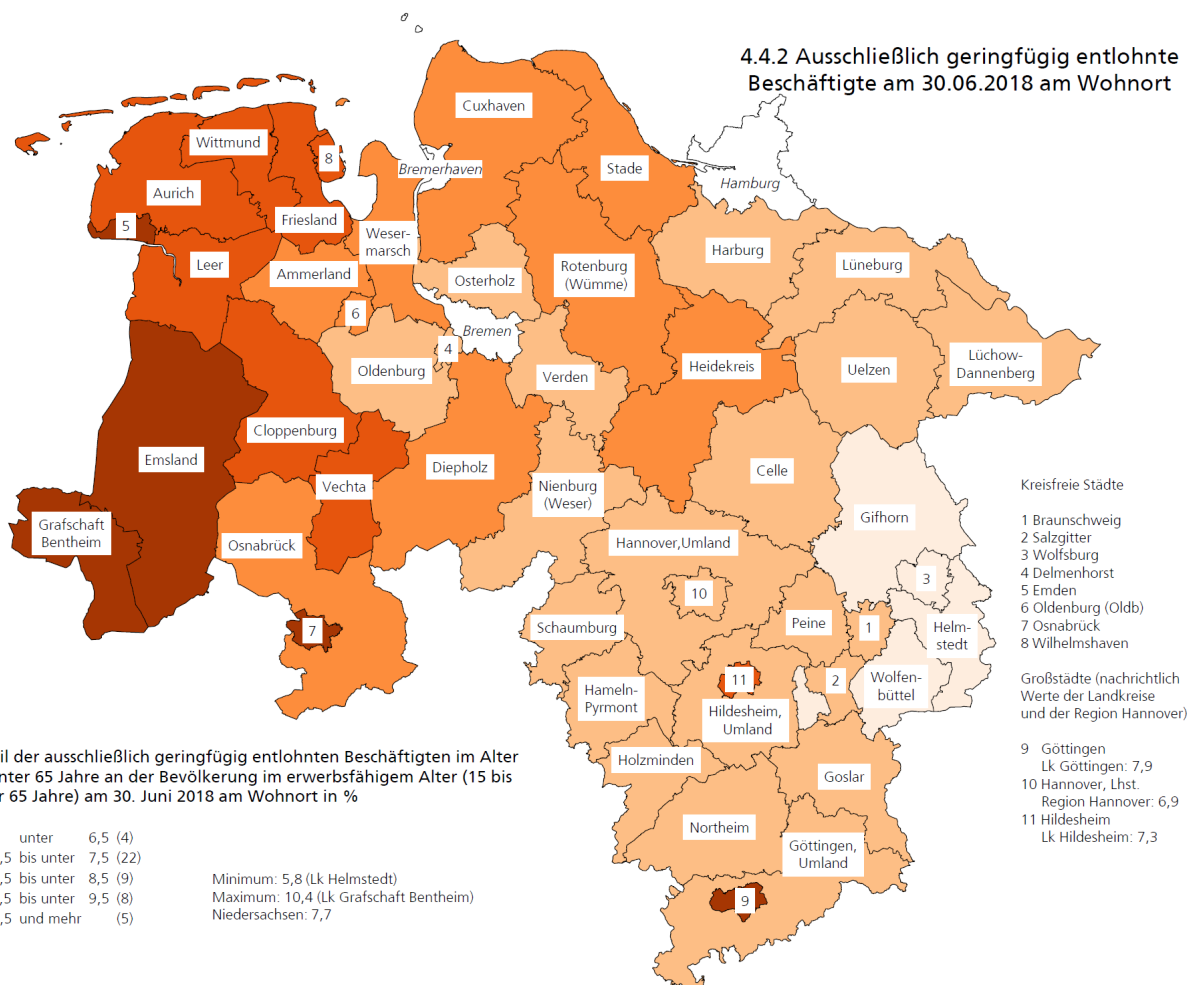 4.4.2 Ausschließlich geringfügig entlohnte
Beschäftigte am 30.06.2018 am Wohnort
Cuxhaven
Wittmund
8
Bremerhaven
Stade
Hamburg
Aurich
Friesland
5
Weser-
marsch
Harburg
Lüneburg
Leer
Ammerland
Osterholz
Rotenburg
(Wümme)
6
Bremen
4
Oldenburg
Verden
Heidekreis
Uelzen
Lüchow-
Dannenberg
Cloppenburg
Emsland
Diepholz
Celle
Vechta
Nienburg
(Weser)
Gifhorn
Grafschaft
Bentheim
Osnabrück
Hannover,Umland
3
10
7
Schaumburg
Peine
1
Helm-
stedt
11
2
Wolfen-
büttel
Hameln-
Pyrmont
Hildesheim,
Umland
Holzminden
Goslar
Northeim
Göttingen,
Umland
9
Kreisfreie Städte
1 Braunschweig
2 Salzgitter
3 Wolfsburg
4 Delmenhorst
5 Emden
6 Oldenburg (Oldb)
7 Osnabrück
8 Wilhelmshaven
Großstädte (nachrichtlich
Werte der Landkreise
und der Region Hannover)
9 Göttingen
Lk Göttingen: 7,9
10 Hannover, Lhst.
Region Hannover: 6,9
11 Hildesheim
Lk Hildesheim: 7,3
il der ausschließlich geringfügig entlohnten Beschäftigten im Alter
nter 65 Jahre an der Bevölkerung im erwerbsfähigem Alter (15 bis
r 65 Jahre) am 30. Juni 2018 am Wohnort in %
unter 6,5 (4)
,5 bis unter 7,5 (22)
,5 bis unter 8,5 (9)
,5 bis unter 9,5 (8)
,5 und mehr (5)
Minimum: 5,8 (Lk Helmstedt)
Maximum: 10,4 (Lk Grafschaft Bentheim)
Niedersachsen: 7,7